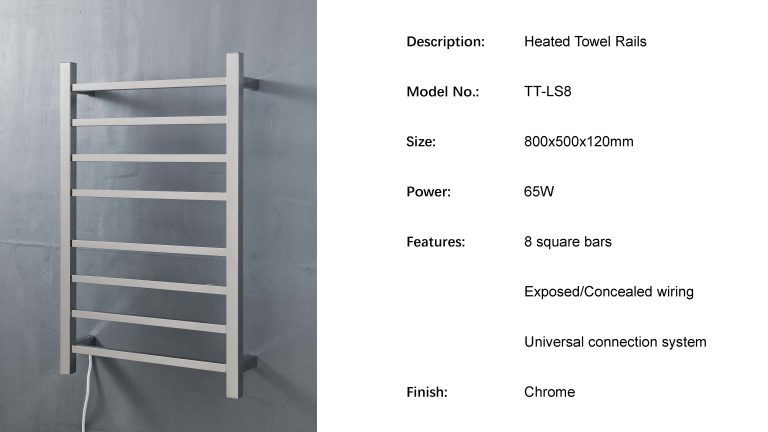 Description: Heated Towel Rails
Model No.: TT-LS8
Size: 800x500x120mm
Power: 65W
Features: 8 square bars
Exposed/Concealed wiring
Universal connection system
Finish: Chrome